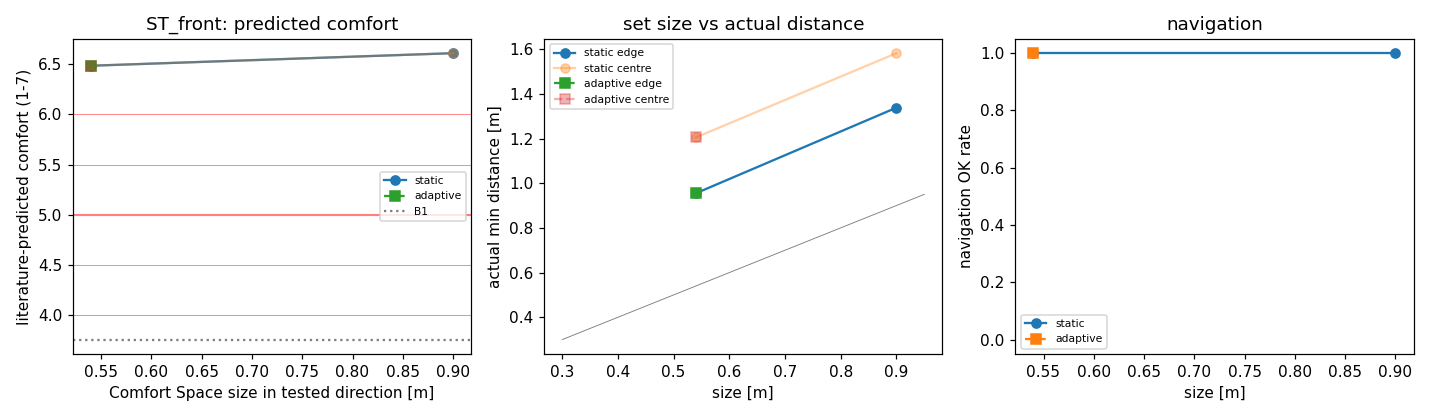 ST_front: predicted comfort
literature-predicted comfort (1-7)
6.5
6.0
5.5
5.0
4.5
4.0
static
adaptive
B1
0.55 0.60 0.65 0.70 0.75 0.80 0.85 0.90
Comfort Space size in tested direction [m]
set size vs actual distance
actual min distance [m]
1.6
1.4
1.2
1.0
0.8
0.6
0.4
static edge
static centre
adaptive edge
adaptive centre
0.3 0.4 0.5 0.6 0.7 0.8 0.9
size [m]
navigation
navigation OK rate
1.0
0.8
0.6
0.4
0.2
0.0
static
adaptive
0.55 0.60 0.65 0.70 0.75 0.80 0.85 0.90
size [m]